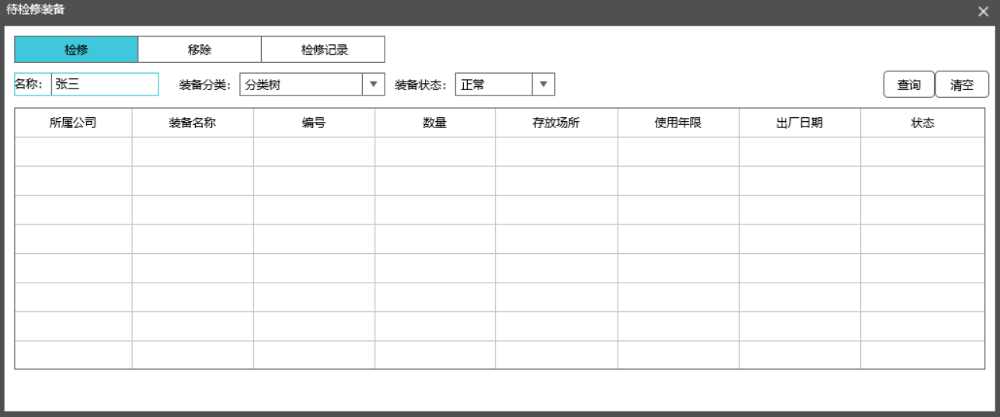 待检修装备
检修 移除 检修记录
名称： 张三 装备分类： 分类树 装备状态： 正常 查询 清空
所属公司 装备名称 编号 数量 存放场所 使用年限 出厂日期 状态